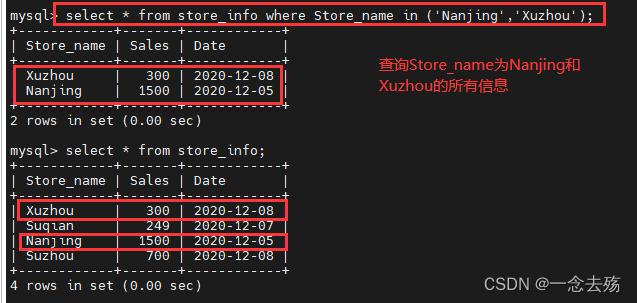 mysql> select * from store_info where Store_name in ('Nanjing','Xuzhou');
+------------+-------+------------+
| Store_name | Sales | Date       |
+------------+-------+------------+
| Xuzhou     |   300 | 2020-12-08 |
| Nanjing    |  1500 | 2020-12-05 |
+------------+-------+------------+
2 rows in set (0.00 sec)
查询Store_name为Nanjing和
Xuzhou的所有信息
mysql> select * from store_info;
+------------+-------+------------+
| Store_name | Sales | Date       |
+------------+-------+------------+
| Xuzhou     |   300 | 2020-12-08 |
| Suqian     |   249 | 2020-12-07 |
| Nanjing    |  1500 | 2020-12-05 |
| Suzhou     |   700 | 2020-12-08 |
+------------+-------+------------+
4 rows in set (0.00 sec)
CSDN @一念去殇